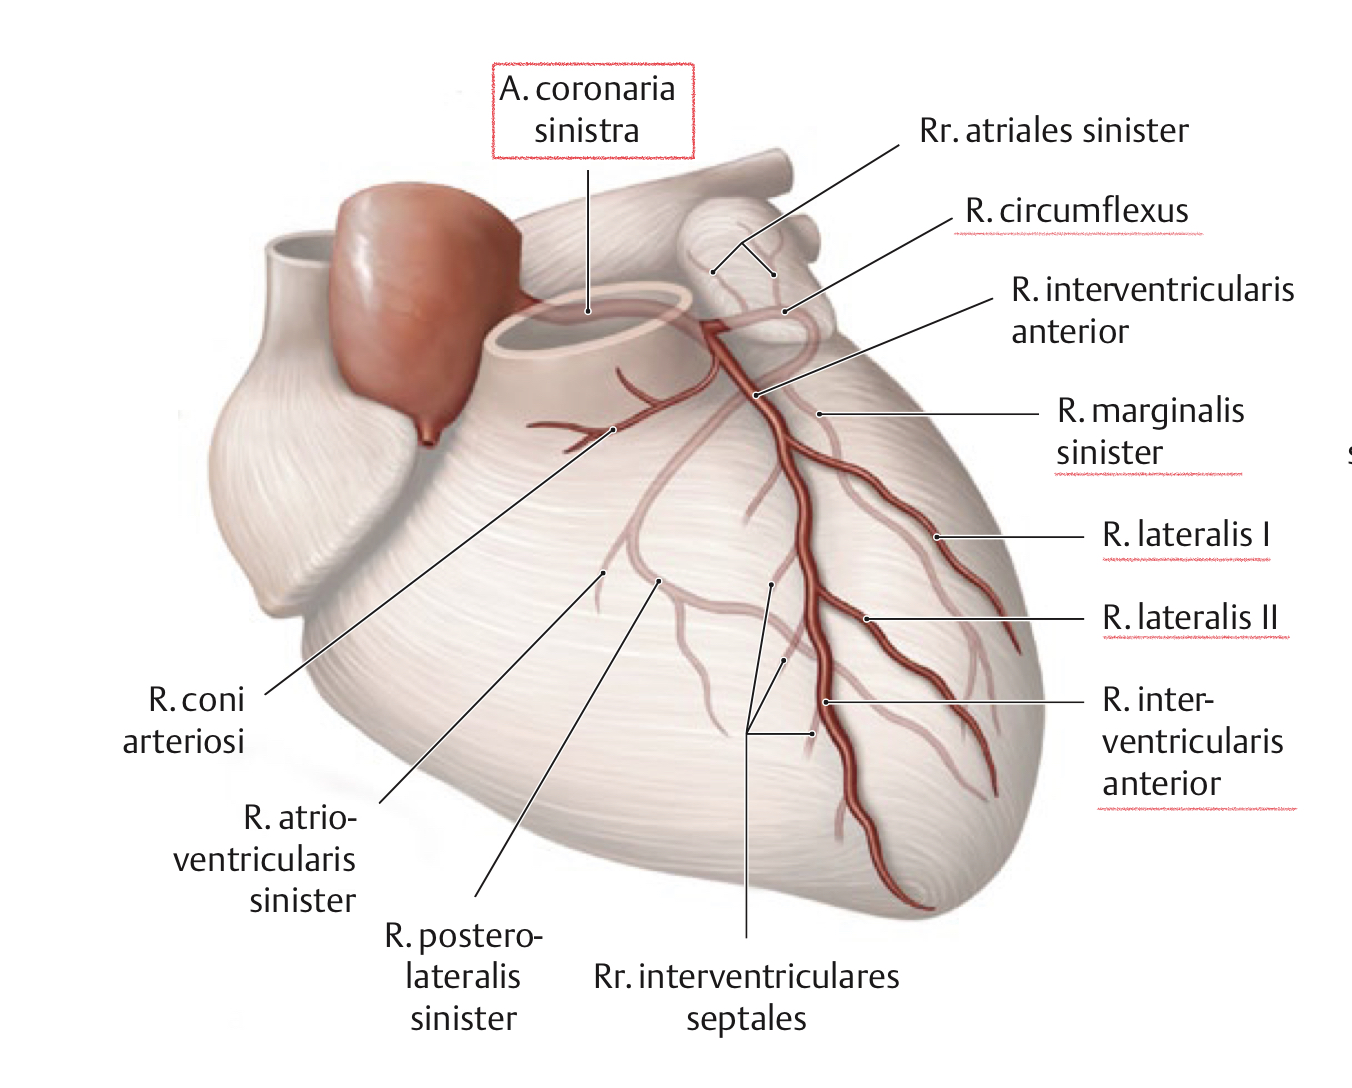 A. coronaria
sinistra
Rr. atriales sinister
R. circumflexus
R. interventricularis
anterior
R. marginalis
sinister
R. lateralis I
R. lateralis II
R. inter-
ventricularis
anterior
R. coni
arteriosi
R. atrio-
ventricularis
sinister
R. postero-
lateralis
sinister
Rr. interventriculares
septales